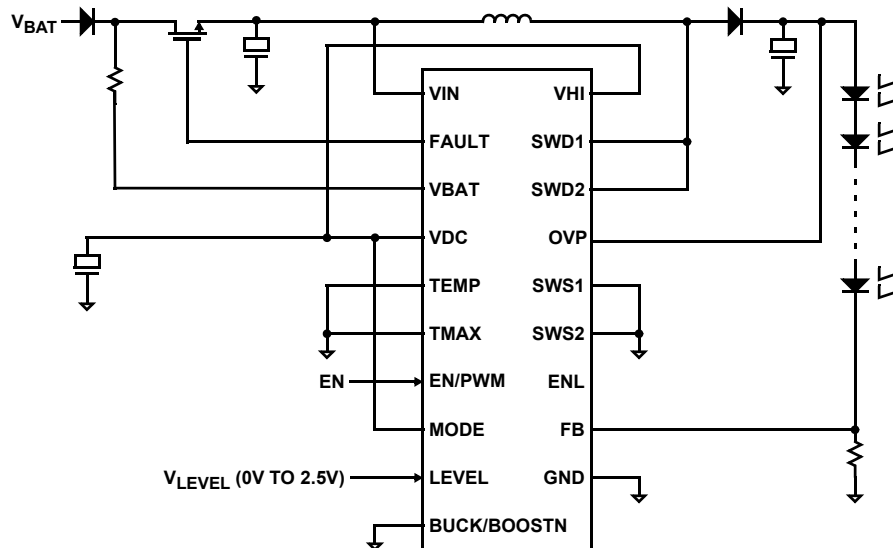 VBAT
VIN
VHI
FAULT
SWD1
VBAT
SWD2
VDC
OVP
TEMP
SWS1
TMAX
SWS2
EN
EN/PWM
ENL
MODE
FB
VLEVEL (0V TO 2.5V)
LEVEL
GND
BUCK/BOOSTN